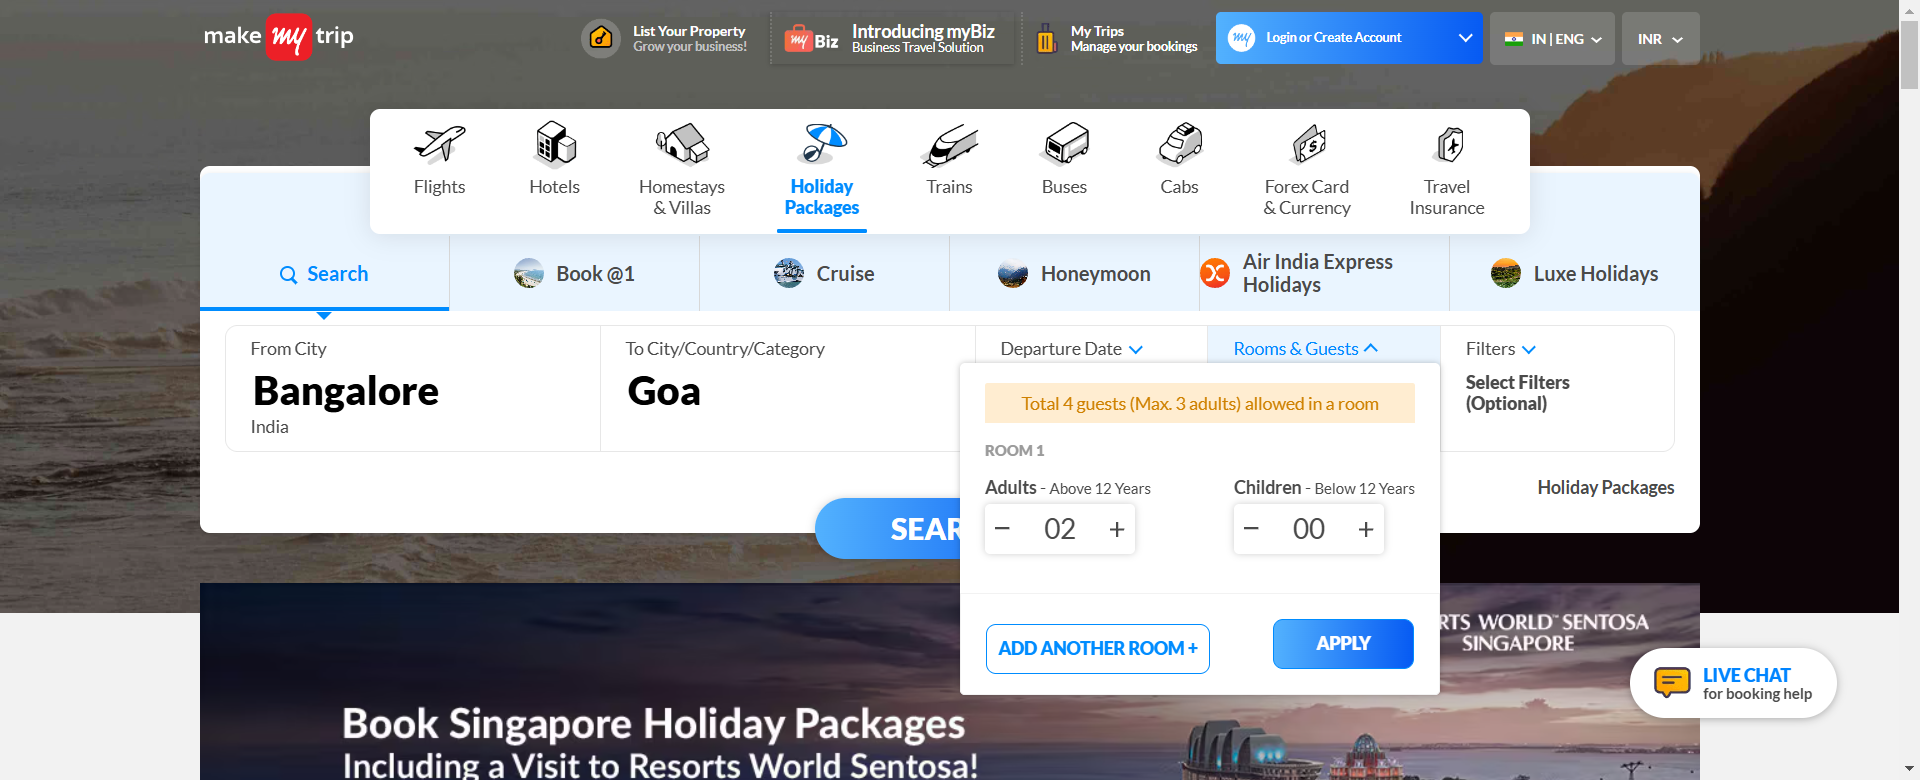 make my trip
List Your Property
Grow your business!
my Biz
Introducing myBiz
Business Travel Solution
My Trips
Manage your bookings
my
Login or Create Account
IN | ENG
INR
Flights
Hotels
Homestays
& Villas
Holiday
Packages
Trains
Buses
Cabs
Forex Card
& Currency
Travel
Insurance
Search
Book @1
Cruise
Honeymoon
Air India Express
Holidays
Luxe Holidays
From City
Bangalore
India
To City/Country/Category
Goa
Departure Date
Rooms & Guests
Filters
Select Filters
(Optional)
Total 4 guests (Max. 3 adults) allowed in a room
ROOM 1
Adults - Above 12 Years
Children - Below 12 Years
− 02 +
− 00 +
Holiday Packages
SEAR
ADD ANOTHER ROOM +
APPLY
RTS WORLD™ SENTOSA
SINGAPORE
LIVE CHAT
for booking help
Book Singapore Holiday Packages
Including a Visit to Resorts World Sentosa!